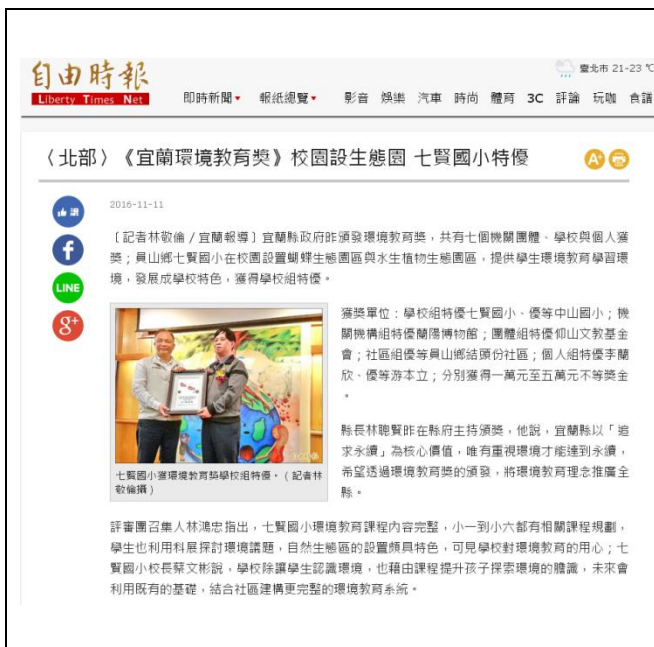 自由時報
Liberty Times Net
臺北市 21-23 ℃
即時新聞▼ 報紙總覽▼ 影音 娛樂 汽車 時尚 體育 3C 評論 玩咖 食譜
〈北部〉《宜蘭環境教育獎》校園設生態園 七賢國小特優
A+
讚
2016-11-11
〔記者林敬倫/宜蘭報導〕宜蘭縣政府昨頒發環境教育獎,共有七個機關團體、學校與個人獲
獎;員山鄉七賢國小在校園設置蝴蝶生態園區與水生植物生態園區,提供學生環境教育學習環
境,發展成學校特色,獲得學校組特優。
LINE
g+
獲獎單位:學校組特優七賢國小、優等中山國小;機
關機構組特優蘭陽博物館;團體組特優仰山文教基金
會;社區組優等員山鄉結頭份社區;個人組特優李蘭
欣、優等游本立;分別獲得一萬元至五萬元不等獎金
。
縣長林聰賢昨在縣府主持頒獎,他說,宜蘭縣以「追
求永續」為核心價值,唯有重視環境才能達到永續,
希望透過環境教育獎的頒發,將環境教育理念推廣全
縣。
七賢國小獲環境教育獎學校組特優。(記者林
敬倫攝)
評審團召集人林鴻忠指出,七賢國小環境教育課程內容完整,小一到小六都有相關課程規劃,
學生也利用科展探討環境議題,自然生態區的設置頗具特色,可見學校對環境教育的用心;七
賢國小校長蔡文彬說,學校除讓學生認識環境,也藉由課程提升孩子探索環境的膽識,未來會
利用既有的基礎,結合社區建構更完整的環境教育系統。